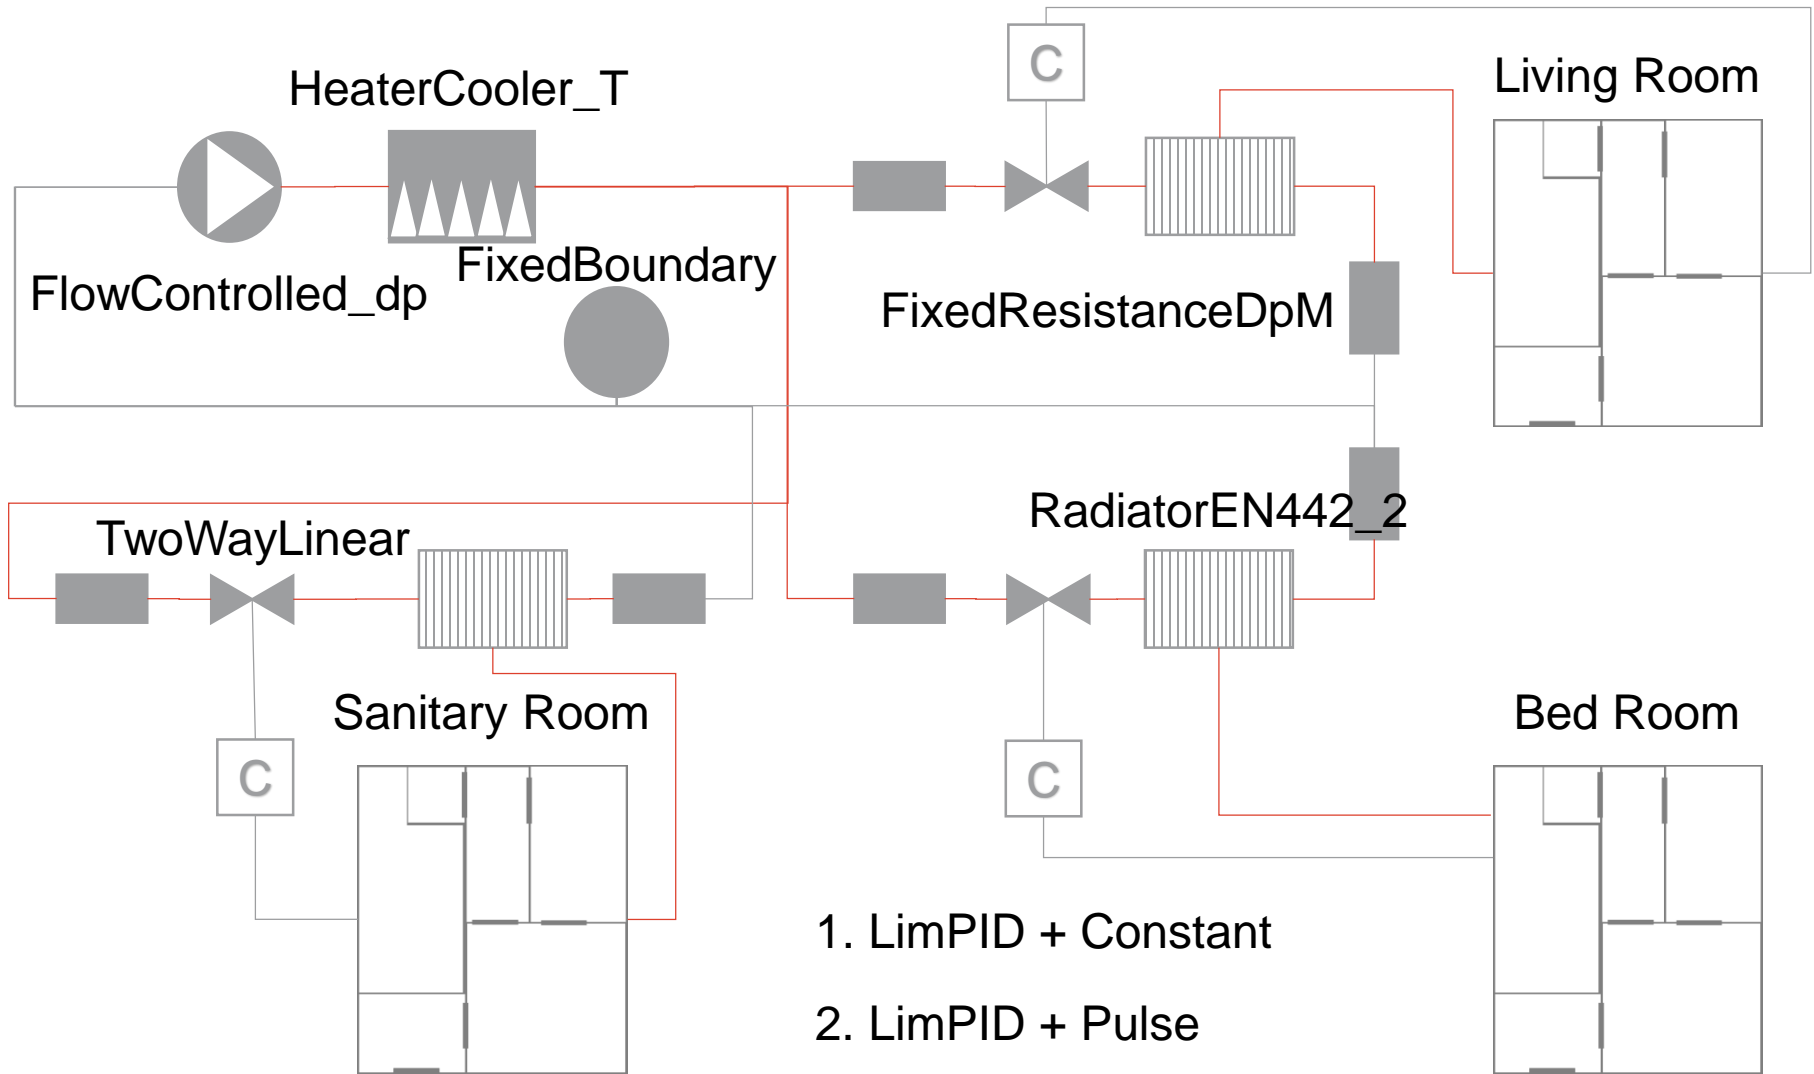 C
HeaterCooler_T
Living Room
FixedBoundary
FlowControlled_dp
FixedResistanceDpM
RadiatorEN442_2
TwoWayLinear
Sanitary Room
Bed Room
C
C
1. LimPID + Constant
2. LimPID + Pulse